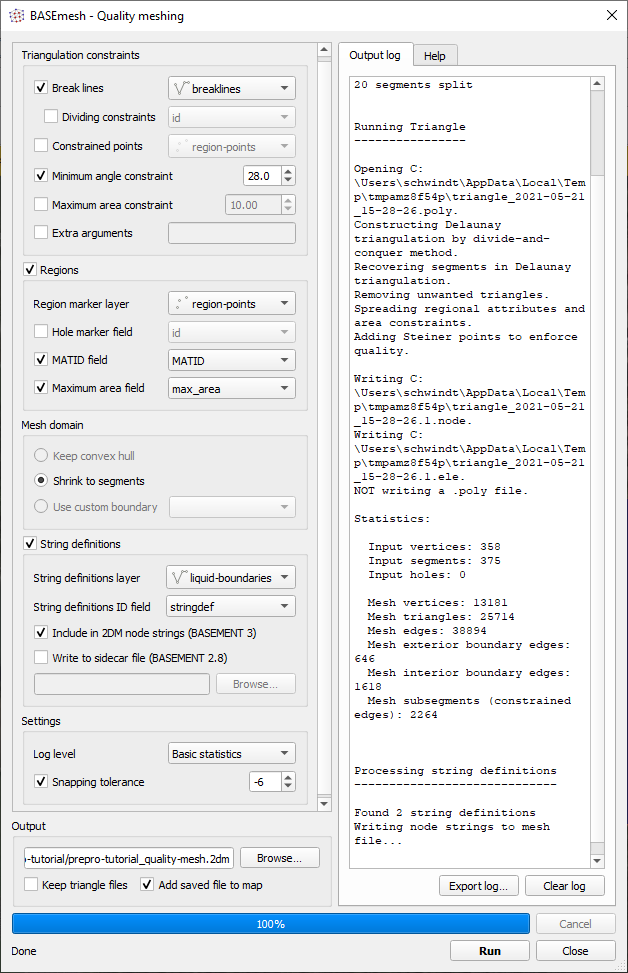 BASEmesh - Quality meshing
Triangulation constraints
Break lines
breaklines
Dividing constraints
id
Constrained points
region-points
Minimum angle constraint
28.0
Maximum area constraint
10.00
Extra arguments
Regions
Region marker layer
region-points
Hole marker field
id
MATID field
MATID
Maximum area field
max_area
Mesh domain
Keep convex hull
Shrink to segments
Use custom boundary
String definitions
String definitions layer
liquid-boundaries
String definitions ID field
stringdef
Include in 2DM node strings (BASEMENT 3)
Write to sidecar file (BASEMENT 2.8)
Browse...
Settings
Log level
Basic statistics
Snapping tolerance
-6
Output
-tutorial/prepro-tutorial_quality-mesh.2dm
Browse...
Keep triangle files
Add saved file to map
Output log
Help
20 segments split
Running Triangle
----------------
Opening C:
\Users\schwindt\AppData\Local\Tem
p\tmpamz8f54p\triangle_2021-05-21
_15-28-26.poly.
Constructing Delaunay
triangulation by divide-and-
conquer method.
Recovering segments in Delaunay
triangulation.
Removing unwanted triangles.
Spreading regional attributes and
area constraints.
Adding Steiner points to enforce
quality.
Writing C:
\Users\schwindt\AppData\Local\Tem
p\tmpamz8f54p\triangle_2021-05-21
_15-28-26.1.node.
Writing C:
\Users\schwindt\AppData\Local\Tem
p\tmpamz8f54p\triangle_2021-05-21
_15-28-26.1.ele.
NOT writing a .poly file.
Statistics:
Input vertices: 358
Input segments: 375
Input holes: 0
Mesh vertices: 13181
Mesh triangles: 25714
Mesh edges: 38894
Mesh exterior boundary edges:
646
Mesh interior boundary edges:
1618
Mesh subsegments (constrained
edges): 2264
Processing string definitions
-----------------------------
Found 2 string definitions
Writing node strings to mesh
file...
Export log...
Clear log
100%
Cancel
Done
Run
Close